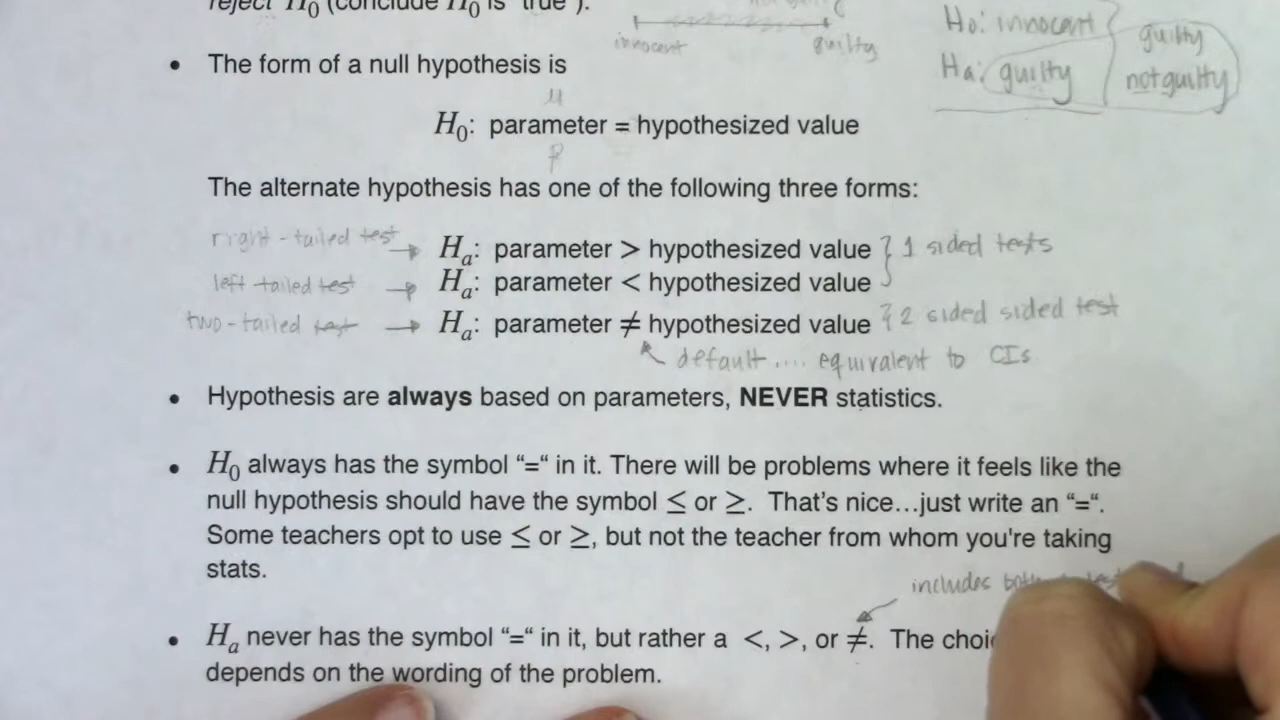 reject H₀ (conclude H₀ is "true").
innocent guilty
H₀: innocent
Hₐ: guilty
guilty
not guilty
• The form of a null hypothesis is
μ
H₀: parameter = hypothesized value
p
The alternate hypothesis has one of the following three forms:
right-tailed test → Hₐ: parameter > hypothesized value } 1 sided tests
left-tailed test → Hₐ: parameter < hypothesized value
two-tailed test → Hₐ: parameter ≠ hypothesized value } 2 sided sided test
default .... equivalent to CIs
• Hypothesis are always based on parameters, NEVER statistics.
• H₀ always has the symbol "=" in it. There will be problems where it feels like the
null hypothesis should have the symbol ≤ or ≥. That's nice…just write an "=".
Some teachers opt to use ≤ or ≥, but not the teacher from whom you're taking
stats.
includes
• Hₐ never has the symbol "=" in it, but rather a <, >, or ≠. The
depends on the wording of the problem.